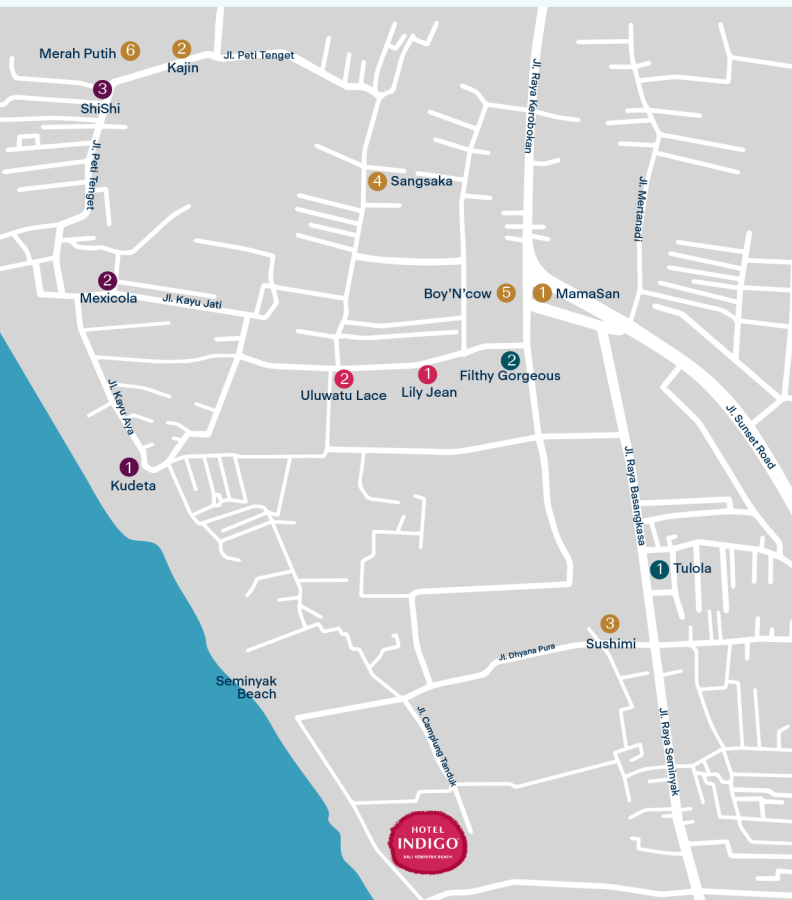 Merah Putih 6
2
Kajin
Jl. Peti Tenget
3
ShiShi
Jl. Peti Tenget
Jl. Raya Kerobokan
4 Sangsaka
Jl. Mertanadi
2
Mexicola
Jl. Kayu Jati
Boy'N'cow 5
1 MamaSan
2
Filthy Gorgeous
1
Lily Jean
2
Uluwatu Lace
Jl. Kayu Aya
Jl. Sunset Road
1
Kudeta
Jl. Raya Basangkasa
1 Tulola
3
Sushimi
Jl. Dhyana Pura
Seminyak
Beach
Jl. Camplung Tanduk
Jl. Raya Seminyak
HOTEL
INDIGO
BALI SEMINYAK BEACH